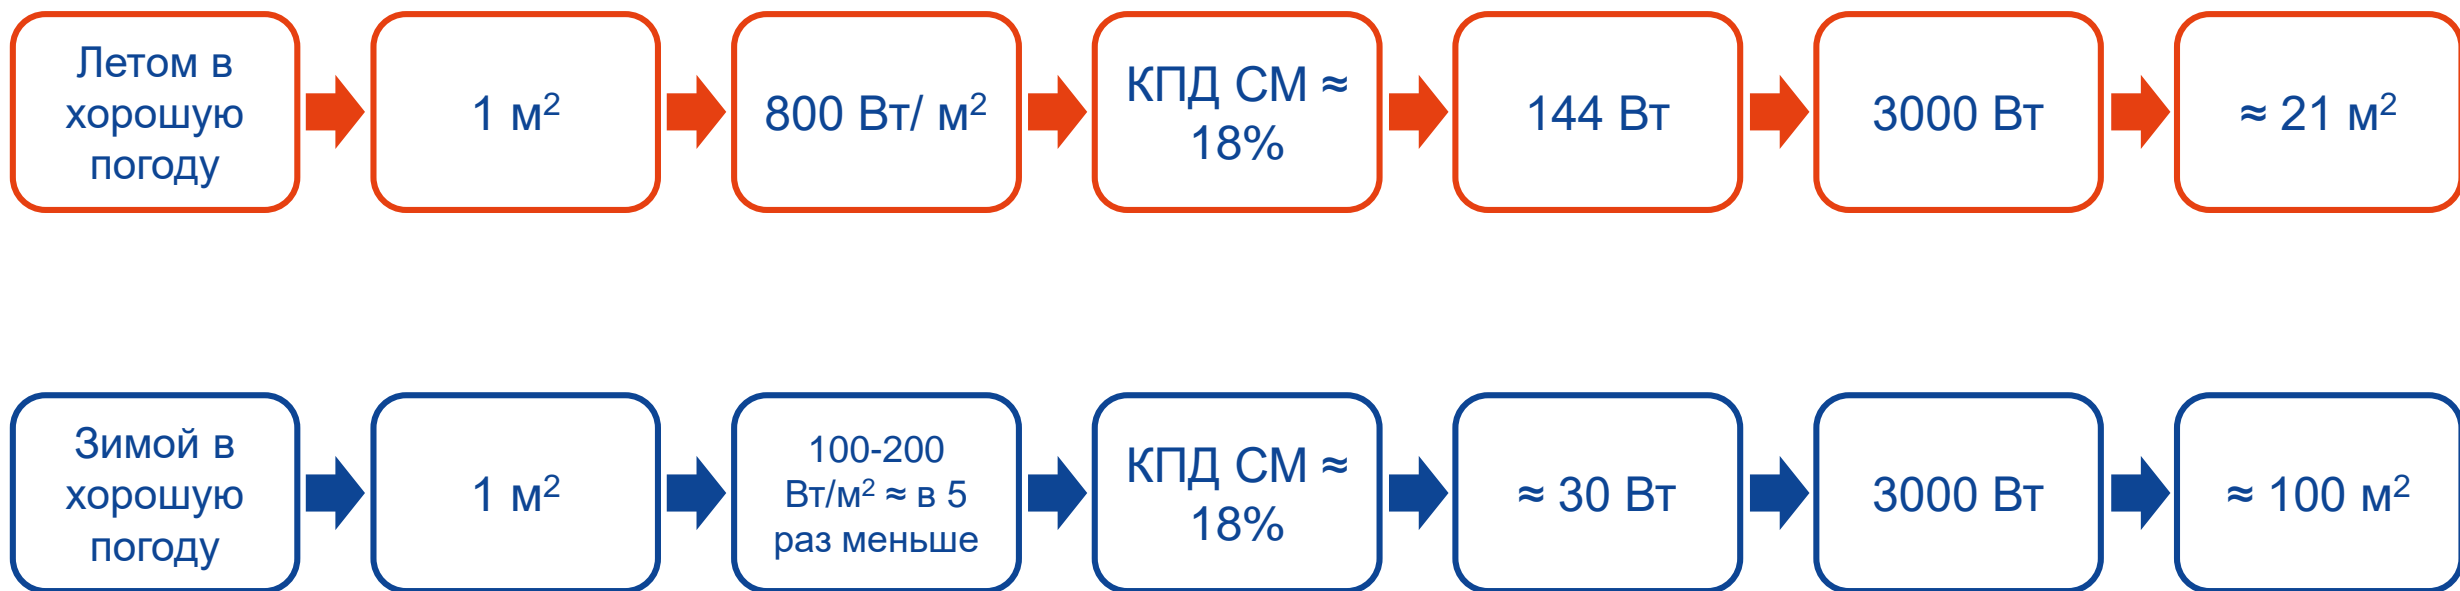 Летом в
хорошую
погоду
1 м²
800 Вт/ м²
КПД СМ ≈
18%
144 Вт
3000 Вт
≈ 21 м²
Зимой в
хорошую
погоду
1 м²
100-200
Вт/м² ≈ в 5
раз меньше
КПД СМ ≈
18%
≈ 30 Вт
3000 Вт
≈ 100 м²